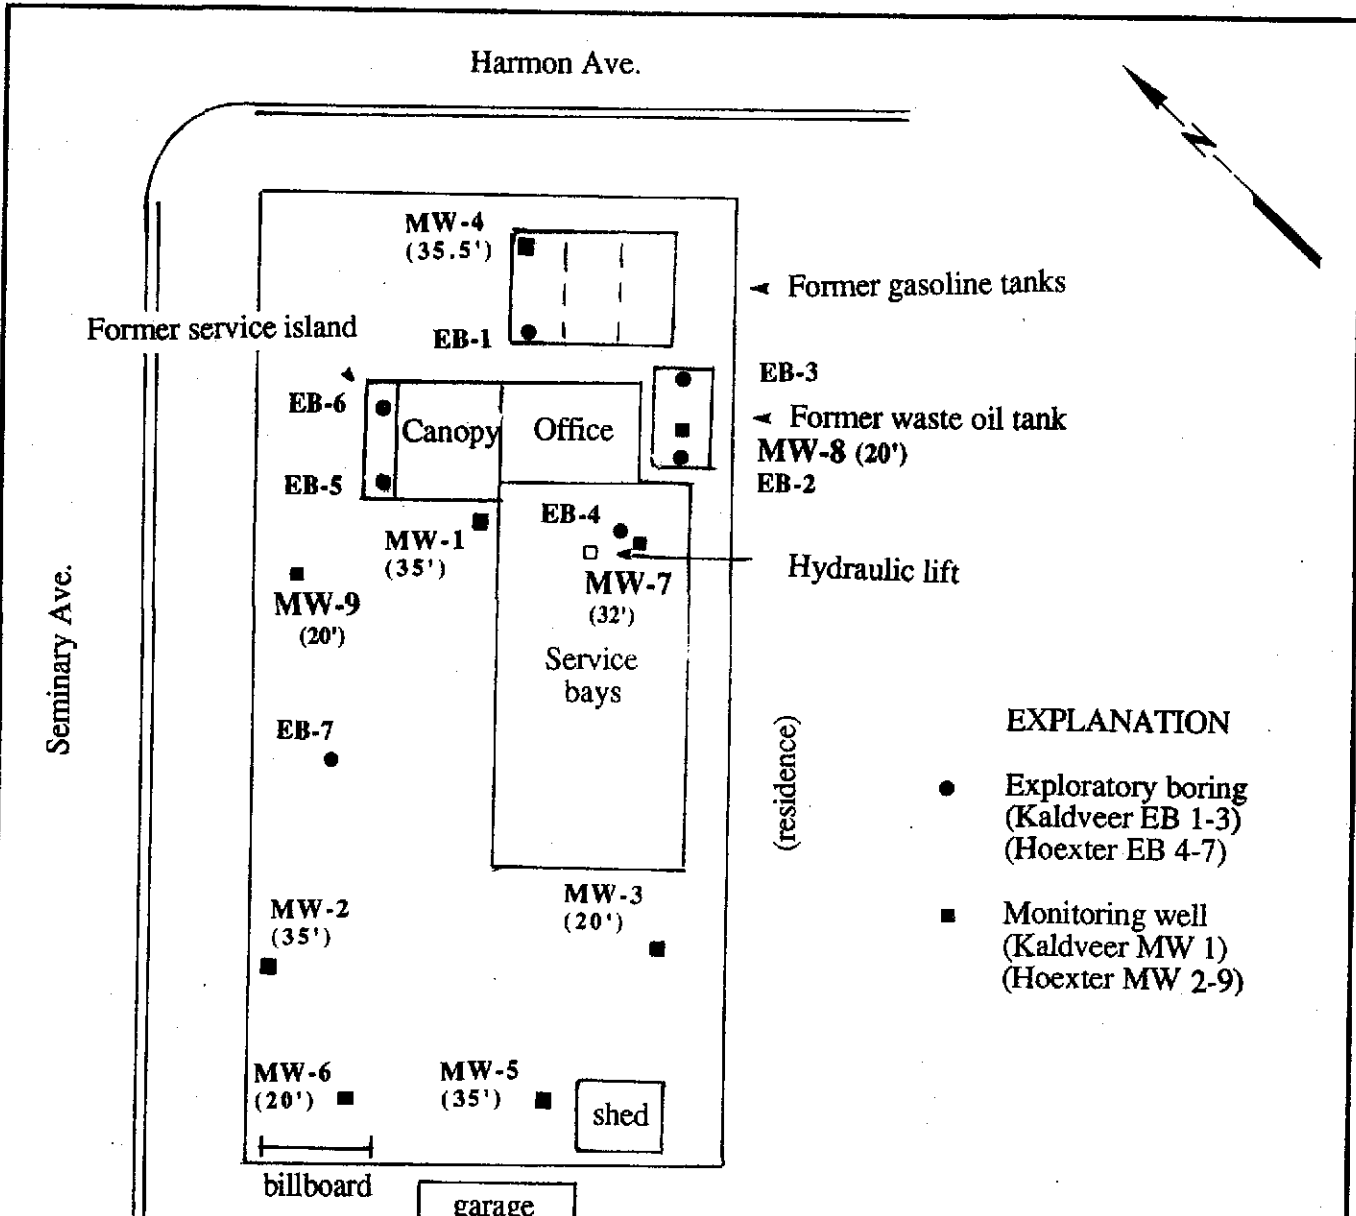 Harmon Ave.
N
MW-4
(35.5')
Former gasoline tanks
Former service island
EB-1
EB-3
EB-6
Canopy
Office
Former waste oil tank
MW-8 (20')
EB-5
EB-2
EB-4
MW-1
(35')
Hydraulic lift
MW-7
(32')
MW-9
(20')
Seminary Ave.
Service
bays
EB-7
(residence)
EXPLANATION
Exploratory boring
(Kaldveer EB 1-3)
(Hoexter EB 4-7)
MW-3
(20')
MW-2
(35')
Monitoring well
(Kaldveer MW 1)
(Hoexter MW 2-9)
MW-6
(20')
MW-5
(35')
shed
billboard
garage